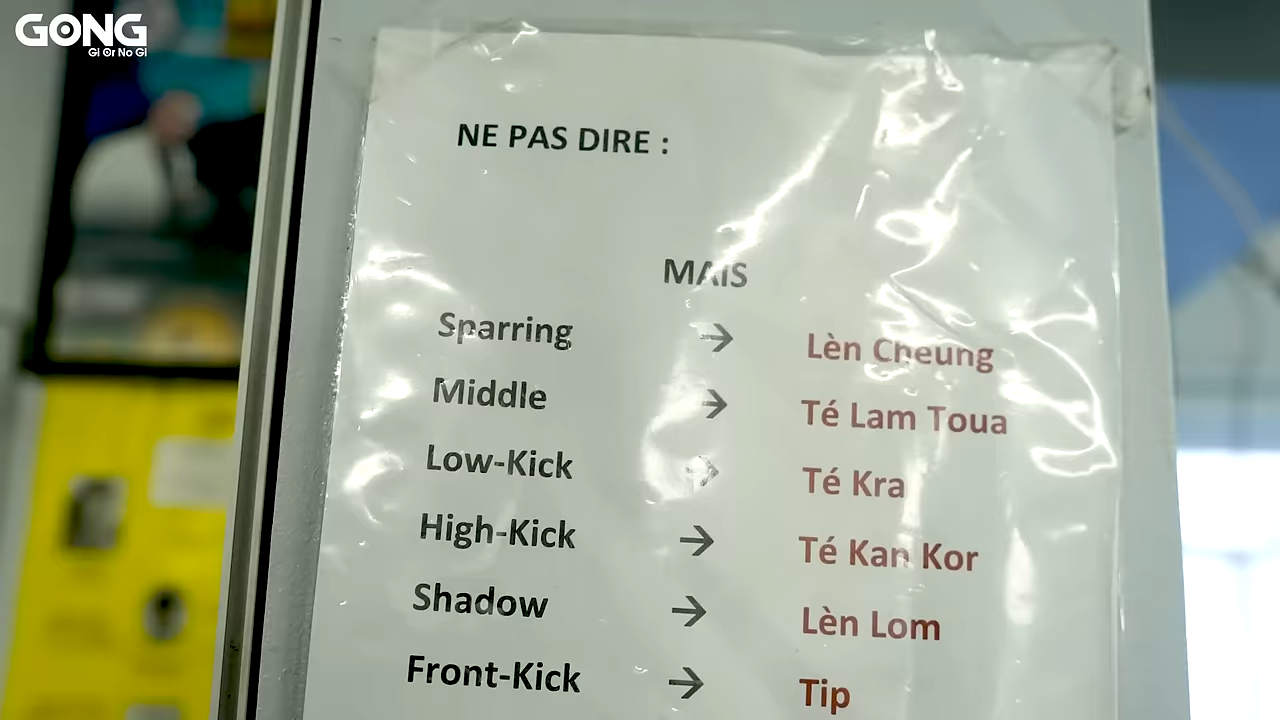 GONG
Gi Or No Gi
NE PAS DIRE :
MAIS
Sparring → Lèn Cheung
Middle → Té Lam Toua
Low-Kick → Té Kra
High-Kick → Té Kan Kor
Shadow → Lèn Lom
Front-Kick → Tip